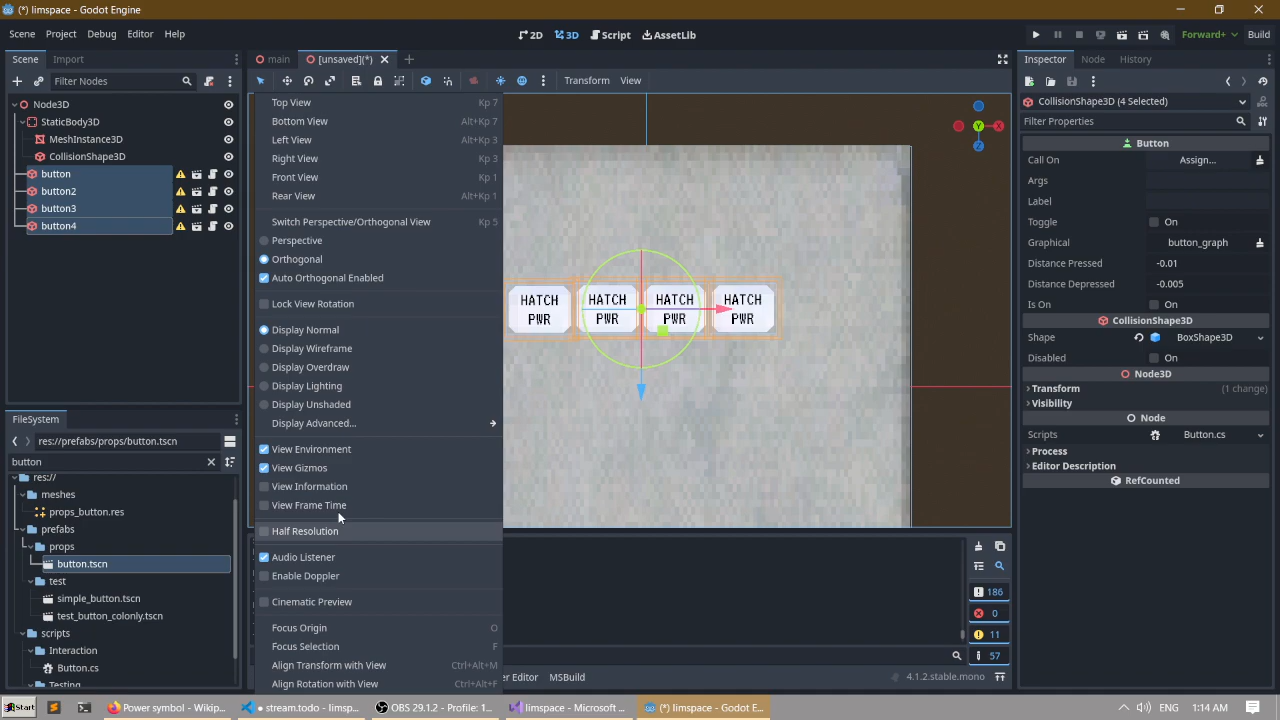 (*) limspace - Godot Engine
Scene Project Debug Editor Help
2D 3D Script AssetLib
Forward+ Build
Scene Import
main [unsaved](*)
Inspector Node History
Filter Nodes
Transform View
CollisionShape3D (4 Selected)
Filter Properties
Node3D
StaticBody3D
MeshInstance3D
CollisionShape3D
button
button2
button3
button4
Top View Kp 7
Bottom View Alt+Kp 7
Left View Alt+Kp 3
Right View Kp 3
Front View Kp 1
Rear View Alt+Kp 1
Switch Perspective/Orthogonal View Kp 5
Perspective
Orthogonal
Auto Orthogonal Enabled
Lock View Rotation
Display Normal
Display Wireframe
Display Overdraw
Display Lighting
Display Unshaded
Display Advanced...
View Environment
View Gizmos
View Information
View Frame Time
Half Resolution
Audio Listener
Enable Doppler
Cinematic Preview
Focus Origin O
Focus Selection F
Align Transform with View Ctrl+Alt+M
Align Rotation with View Ctrl+Alt+F
Y X Z
HATCH HATCH HATCH HATCH
PWR PWR PWR PWR
Button
Call On Assign...
Args
Label
Toggle On
Graphical button_graph
Distance Pressed -0.01
Distance Depressed -0.005
Is On On
CollisionShape3D
Shape BoxShape3D
Disabled On
Node3D
Transform (1 change)
Visibility
Node
Scripts Button.cs
Process
Editor Description
RefCounted
FileSystem
res://prefabs/props/button.tscn
button
res://
meshes
props_button.res
prefabs
props
button.tscn
test
simple_button.tscn
test_button_colonly.tscn
scripts
Interaction
Button.cs
Testing
186
0
11
57
er Editor MSBuild 4.1.2.stable.mono
Start Power symbol - Wikip... stream.todo - limsp... OBS 29.1.2 - Profile: 1... limspace - Microsoft ... (*) limspace - Godot E... 1:14 AM